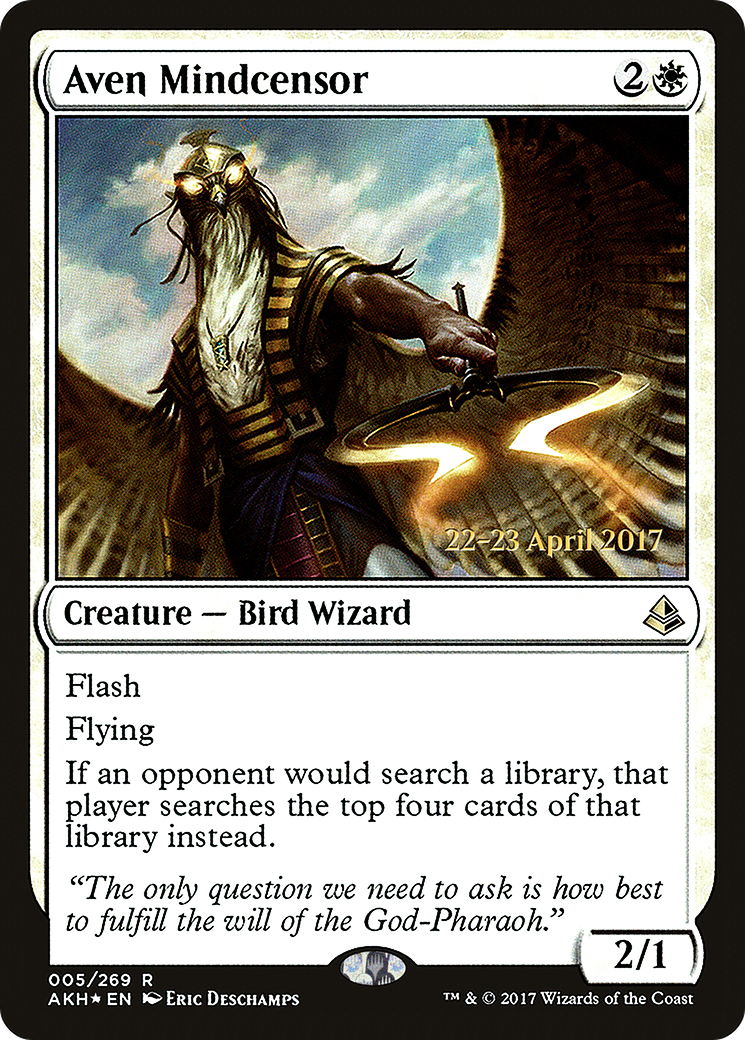 Aven Mindcensor
2
22-23 April 2017
Creature — Bird Wizard
Flash
Flying
If an opponent would search a library, that
player searches the top four cards of that
library instead.
“The only question we need to ask is how best
to fulfill the will of the God-Pharaoh.”
2/1
005/269 R
AKH★EN Eric Deschamps
™ & © 2017 Wizards of the Coast